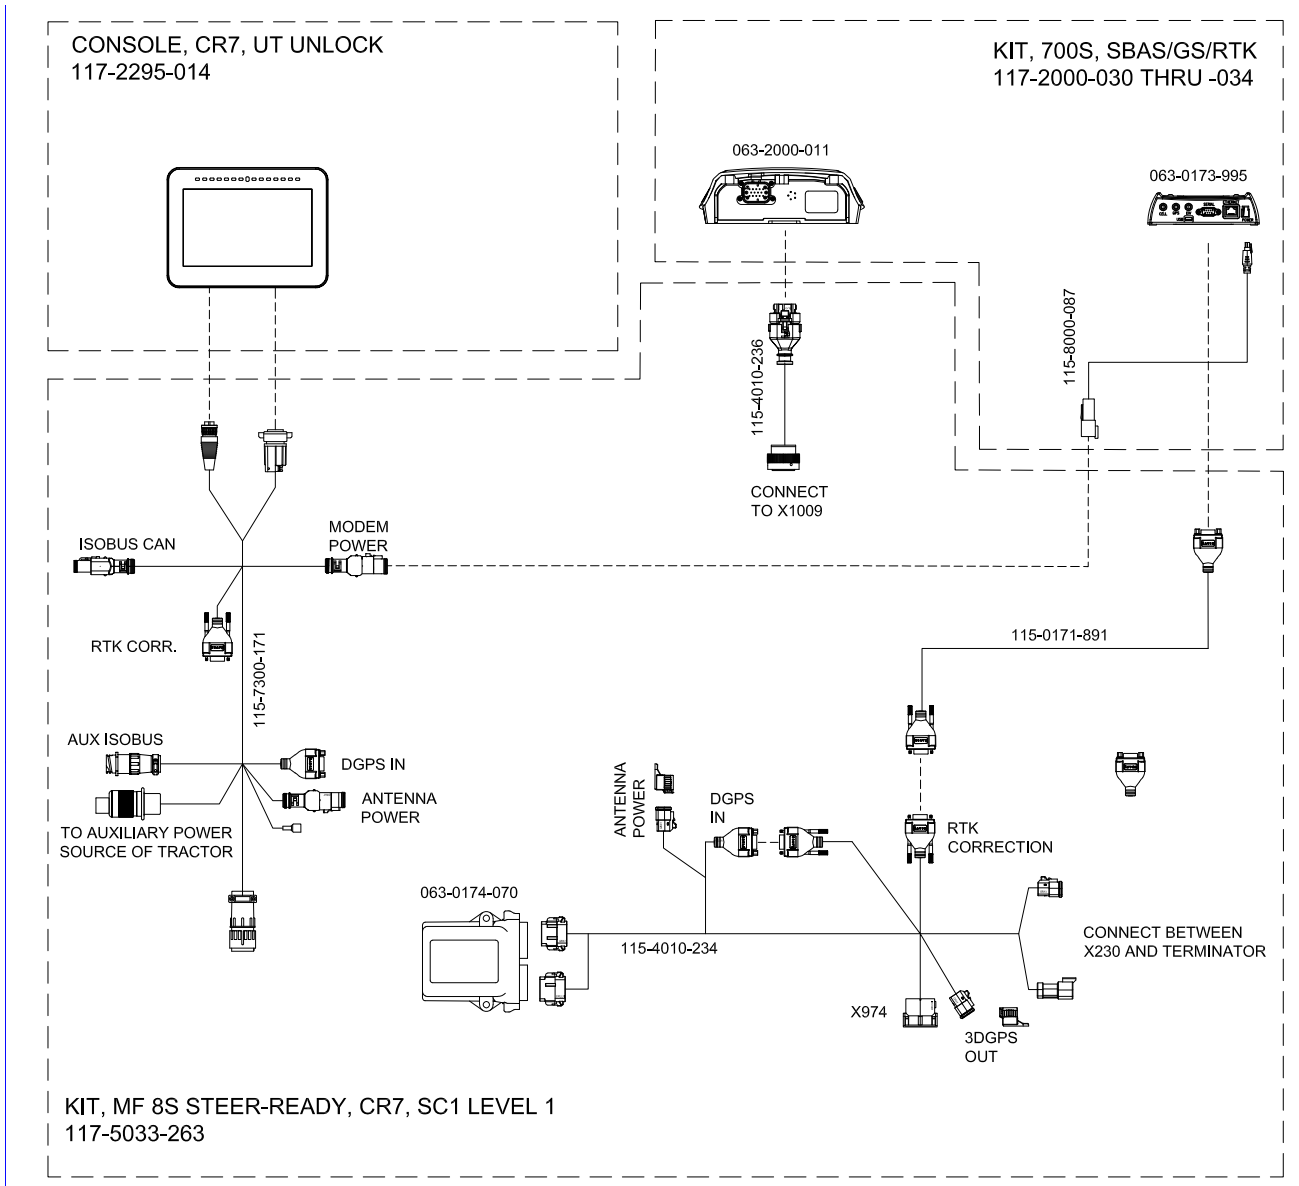 CONSOLE, CR7, UT UNLOCK
117-2295-014
KIT, 700S, SBAS/GS/RTK
117-2000-030 THRU -034
063-2000-011
063-0173-995
115-8000-087
115-4010-236
CONNECT
TO X1009
ISOBUS CAN
MODEM
POWER
RTK CORR.
115-7300-171
115-0171-891
AUX ISOBUS
DGPS IN
ANTENNA
POWER
TO AUXILIARY POWER
SOURCE OF TRACTOR
ANTENNA
POWER
DGPS
IN
RTK
CORRECTION
063-0174-070
115-4010-234
CONNECT BETWEEN
X230 AND TERMINATOR
X974
3DGPS
OUT
KIT, MF 8S STEER-READY, CR7, SC1 LEVEL 1
117-5033-263